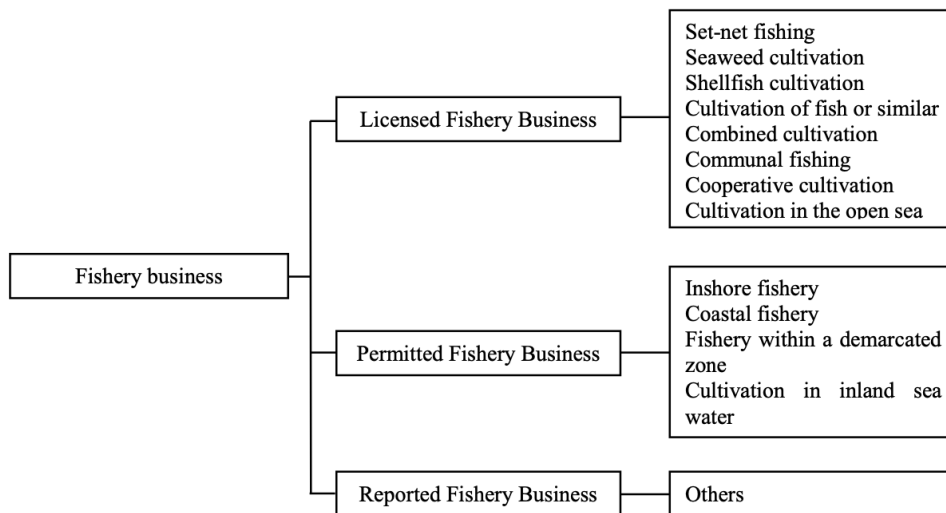 Fishery business
Licensed Fishery Business
Set-net fishing
Seaweed cultivation
Shellfish cultivation
Cultivation of fish or similar
Combined cultivation
Communal fishing
Cooperative cultivation
Cultivation in the open sea
Permitted Fishery Business
Inshore fishery
Coastal fishery
Fishery within a demarcated
zone
Cultivation in inland sea
water
Reported Fishery Business
Others